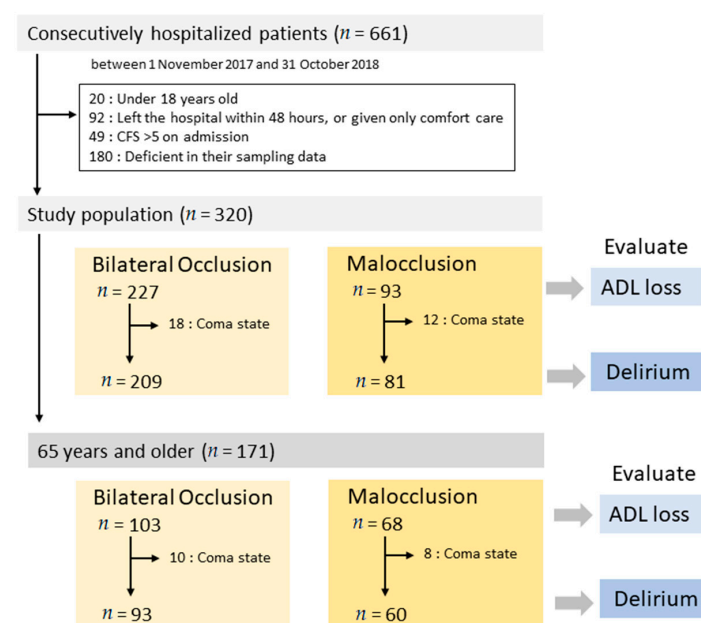 Consecutively hospitalized patients (n = 661)
between 1 November 2017 and 31 October 2018
20 : Under 18 years old
92 : Left the hospital within 48 hours, or given only comfort care
49 : CFS >5 on admission
180 : Deficient in their sampling data
Study population (n = 320)
Bilateral Occlusion
n = 227
18 : Coma state
n = 209
Malocclusion
n = 93
12 : Coma state
n = 81
Evaluate
ADL loss
Delirium
65 years and older (n = 171)
Bilateral Occlusion
n = 103
10 : Coma state
n = 93
Malocclusion
n = 68
8 : Coma state
n = 60
Evaluate
ADL loss
Delirium